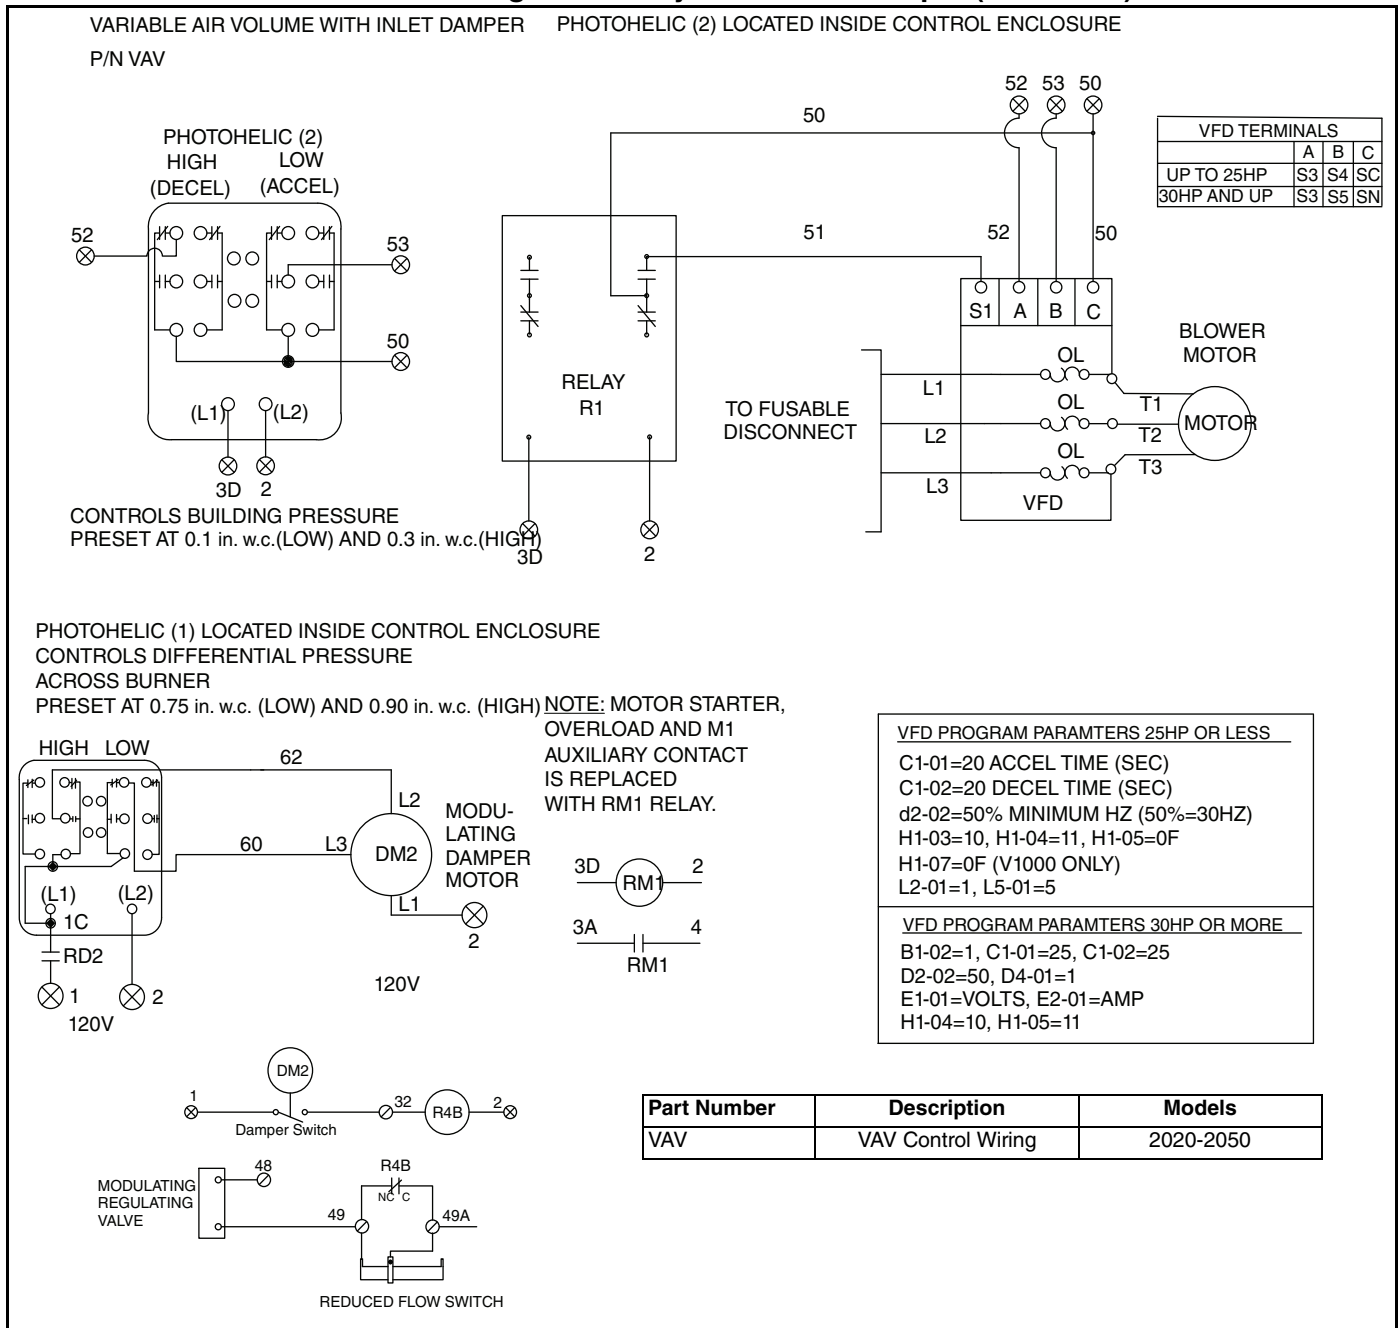 VARIABLE AIR VOLUME WITH INLET DAMPER
PHOTOHELIC (2) LOCATED INSIDE CONTROL ENCLOSURE
P/N VAV
PHOTOHELIC (2)
HIGH LOW
(DECEL) (ACCEL)
52
53
50
(L1) (L2)
3D 2
CONTROLS BUILDING PRESSURE
PRESET AT 0.1 in. w.c.(LOW) AND 0.3 in. w.c.(HIGH)
52 53 50
50
51
52
50
RELAY
R1
3D
2
S1 A B C
TO FUSABLE
DISCONNECT
L1
L2
L3
OL
OL
OL
VFD
T1
T2
T3
BLOWER
MOTOR
MOTOR
VFD TERMINALS
A B C
UP TO 25HP S3 S4 SC
30HP AND UP S3 S5 SN
PHOTOHELIC (1) LOCATED INSIDE CONTROL ENCLOSURE
CONTROLS DIFFERENTIAL PRESSURE
ACROSS BURNER
PRESET AT 0.75 in. w.c. (LOW) AND 0.90 in. w.c. (HIGH)
HIGH LOW
62
60
L2
L3
DM2
L1
2
MODU-
LATING
DAMPER
MOTOR
(L1) (L2)
1C
RD2
1
2
120V
120V
NOTE: MOTOR STARTER,
OVERLOAD AND M1
AUXILIARY CONTACT
IS REPLACED
WITH RM1 RELAY.
3D RM1 2
3A 4
RM1
VFD PROGRAM PARAMTERS 25HP OR LESS
C1-01=20 ACCEL TIME (SEC)
C1-02=20 DECEL TIME (SEC)
d2-02=50% MINIMUM HZ (50%=30HZ)
H1-03=10, H1-04=11, H1-05=0F
H1-07=0F (V1000 ONLY)
L2-01=1, L5-01=5
VFD PROGRAM PARAMTERS 30HP OR MORE
B1-02=1, C1-01=25, C1-02=25
D2-02=50, D4-01=1
E1-01=VOLTS, E2-01=AMP
H1-04=10, H1-05=11
DM2
1
Damper Switch
32
R4B
2
MODULATING
REGULATING
VALVE
48
49
R4B
NC C
49A
REDUCED FLOW SWITCH
Part Number Description Models
VAV VAV Control Wiring 2020-2050